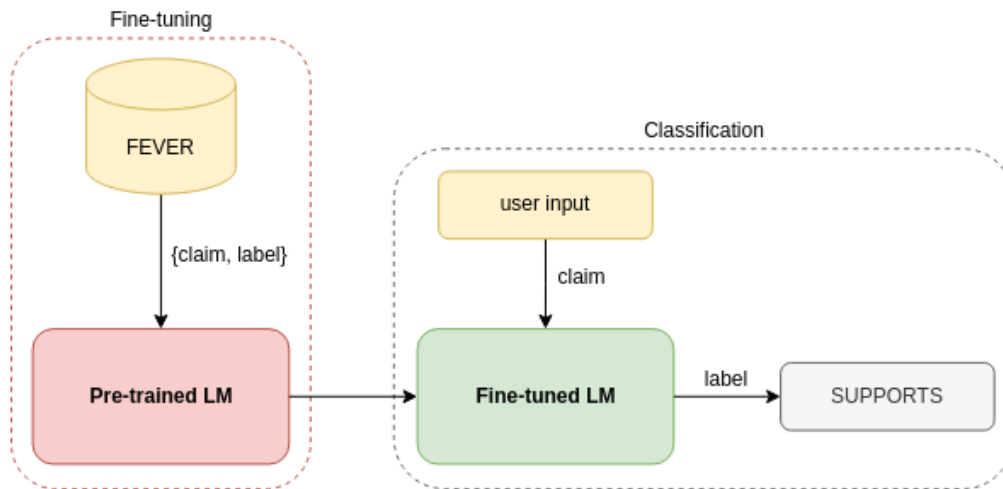 Fine-tuning
FEVER
{claim, label}
Pre-trained LM
Classification
user input
claim
Fine-tuned LM
label
SUPPORTS